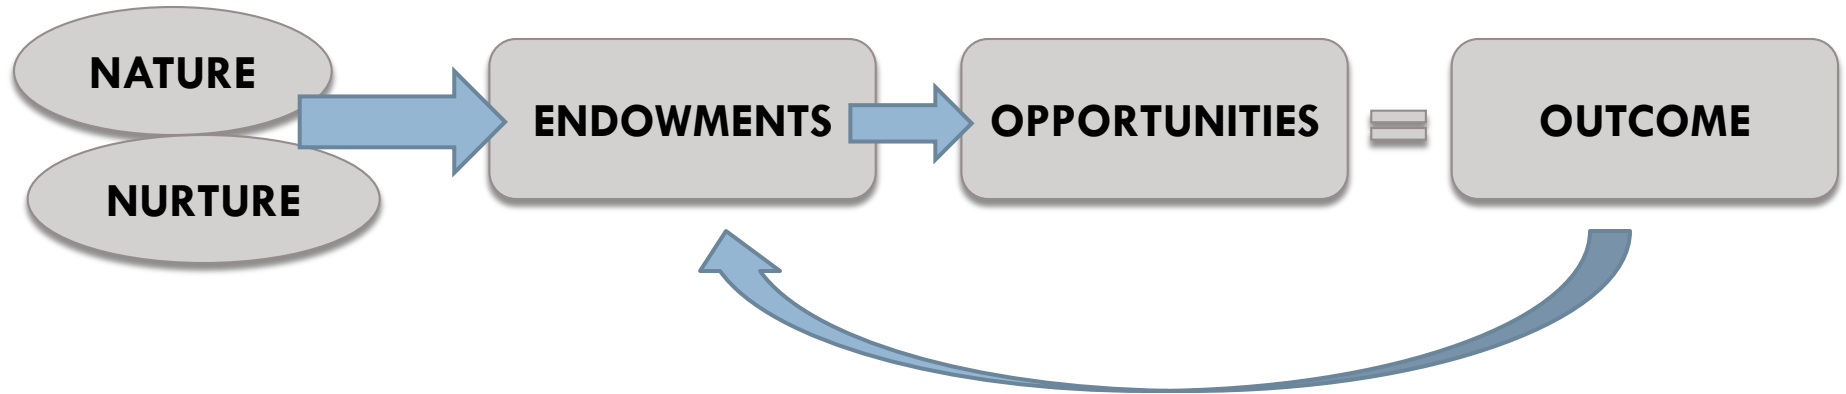 NATURE
NURTURE
ENDOWMENTS
OPPORTUNITIES
=
OUTCOME